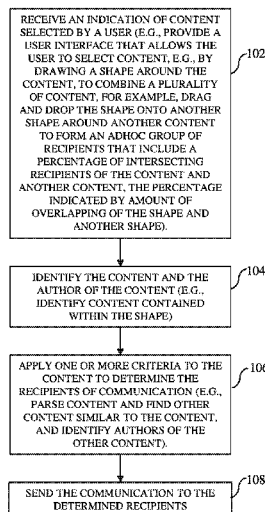 RECEIVE AN INDICATION OF CONTENT
SELECTED BY A USER (E.G., PROVIDE A
USER INTERFACE THAT ALLOWS THE
USER TO SELECT CONTENT, E.G., BY
DRAWING A SHAPE AROUND THE
CONTENT, TO COMBINE A PLURALITY
OF CONTENT, FOR EXAMPLE, DRAG
AND DROP THE SHAPE ONTO ANOTHER
SHAPE AROUND ANOTHER CONTENT
TO FORM AN ADHOC GROUP OF
RECIPIENTS THAT INCLUDE A
PERCENTAGE OF INTERSECTING
RECIPIENTS OF THE CONTENT AND
ANOTHER CONTENT, THE PERCENTAGE
INDICATED BY AMOUNT OF
OVERLAPPING OF THE SHAPE AND
ANOTHER SHAPE).
102
IDENTIFY THE CONTENT AND THE
AUTHOR OF THE CONTENT (E.G.,
IDENTIFY CONTENT CONTAINED
WITHIN THE SHAPE)
104
APPLY ONE OR MORE CRITERIA TO THE
CONTENT TO DETERMINE THE
RECIPIENTS OF COMMUNICATION (E.G.,
PARSE CONTENT AND FIND OTHER
CONTENT SIMILAR TO THE CONTENT,
AND IDENTIFY AUTHORS OF THE
OTHER CONTENT).
106
SEND THE COMMUNICATION TO THE
DETERMINED RECIPIENTS
108